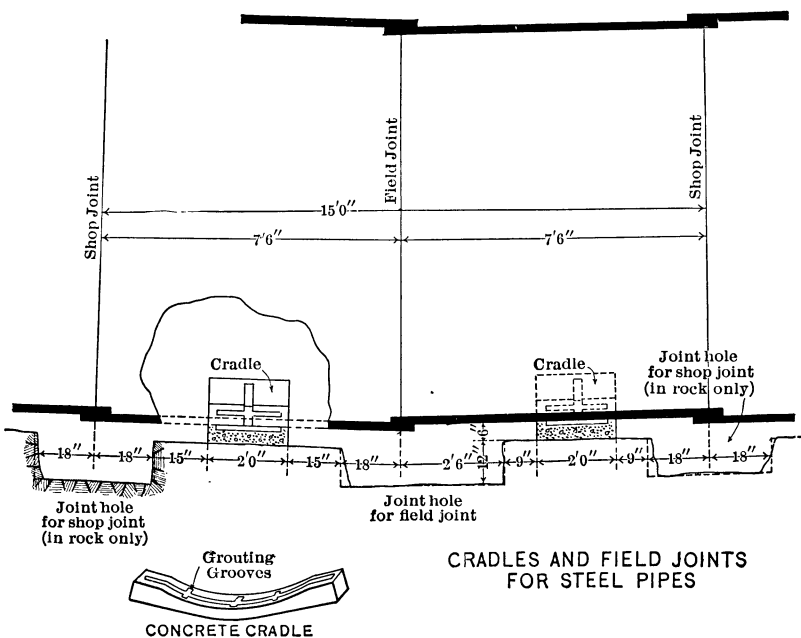 Shop Joint
Field Joint
Shop Joint
15′0″
7′6″
7′6″
Cradle
Cradle
Joint hole
for shop joint
(in rock only)
6″
12″
18″
18″
15″
2′0″
15″
18″
2′6″
9″
2′0″
9″
18″
18″
Joint hole
for shop joint
(in rock only)
Joint hole
for field joint
Grouting
Grooves
CONCRETE CRADLE
CRADLES AND FIELD JOINTS
FOR STEEL PIPES